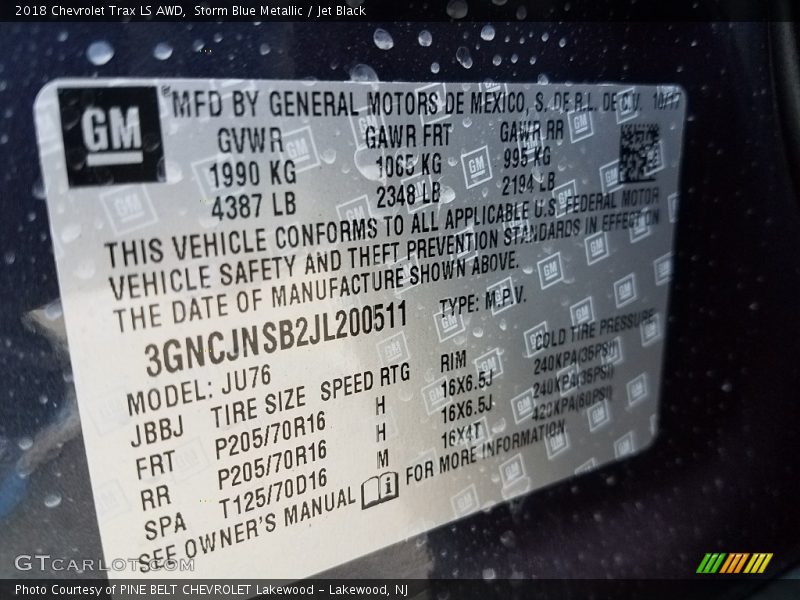 2018 Chevrolet Trax LS AWD, Storm Blue Metallic / Jet Black
GM
MFD BY GENERAL MOTORS DE MEXICO, S. DE R.L. DE C.V. 10/17
GVWR GAWR FRT GAWR RR
1990 KG 1065 KG 995 KG
4387 LB 2348 LB 2194 LB
THIS VEHICLE CONFORMS TO ALL APPLICABLE U.S FEDERAL MOTOR
VEHICLE SAFETY AND THEFT PREVENTION STANDARDS IN EFFECT ON
THE DATE OF MANUFACTURE SHOWN ABOVE.
3GNCJNSB2JL200511 TYPE: M.P.V.
MODEL: JU76
JBBJ TIRE SIZE SPEED RTG RIM COLD TIRE PRESSURE
FRT P205/70R16 H 16X6.5J 240KPA(35PSI)
RR P205/70R16 H 16X6.5J 240KPA(35PSI)
SPA T125/70D16 M 16X4T 420KPA(60PSI)
SEE OWNER'S MANUAL FOR MORE INFORMATION
GTCARLOT.COM
Photo Courtesy of PINE BELT CHEVROLET Lakewood - Lakewood, NJ